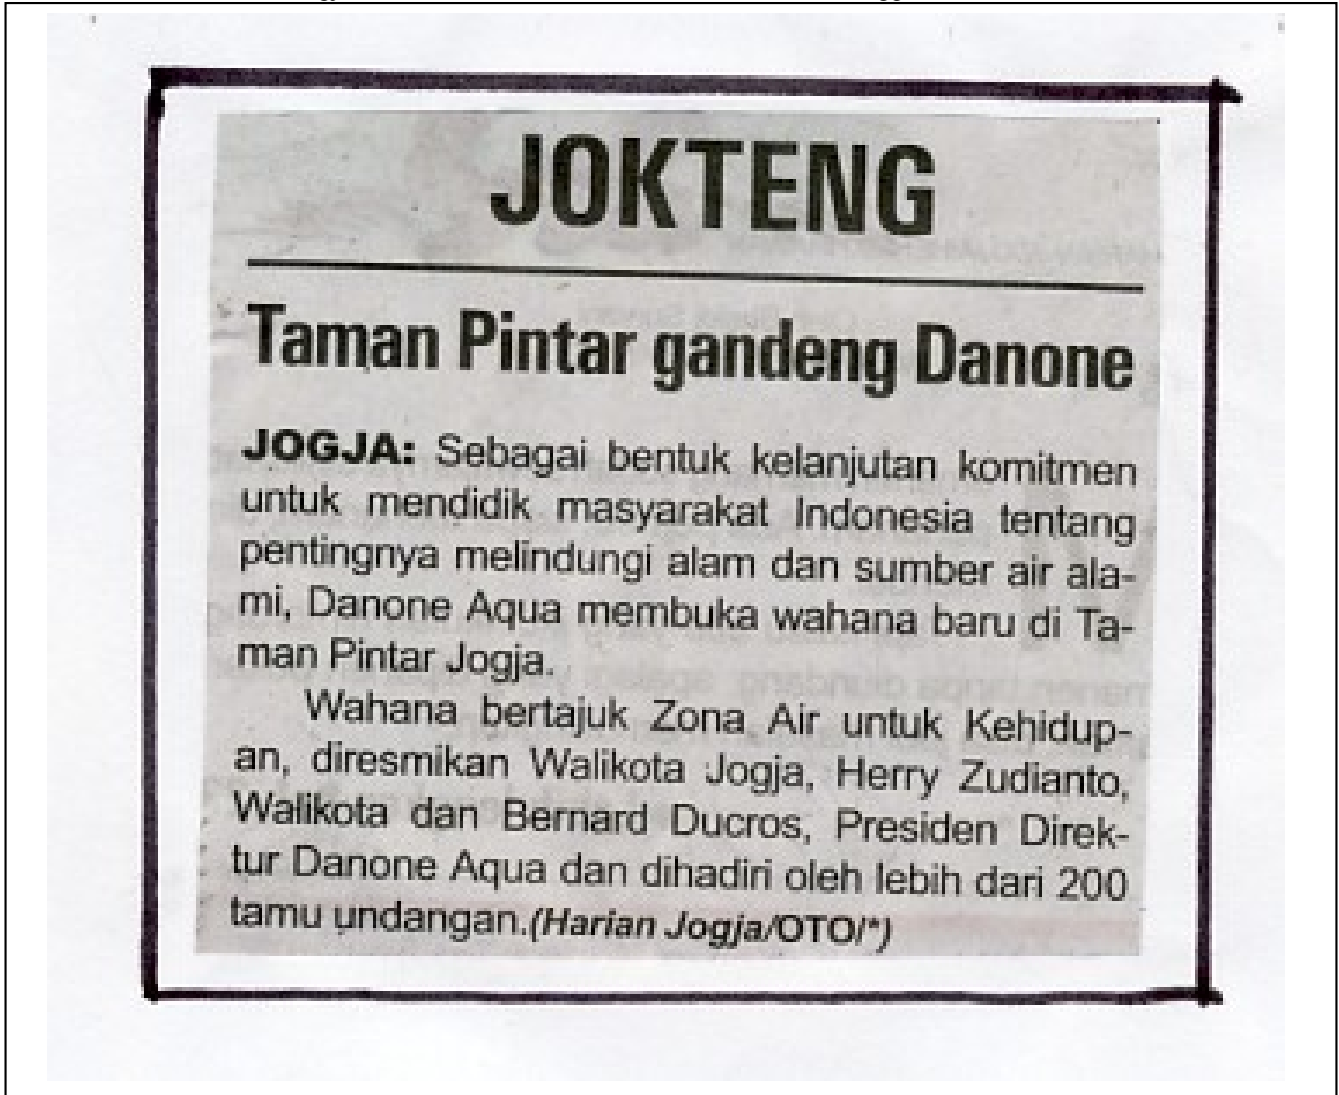 JOKTENG
Taman Pintar gandeng Danone
JOGJA: Sebagai bentuk kelanjutan komitmen
untuk mendidik masyarakat Indonesia tentang
pentingnya melindungi alam dan sumber air ala-
mi, Danone Aqua membuka wahana baru di Ta-
man Pintar Jogja.
Wahana bertajuk Zona Air untuk Kehidup-
an, diresmikan Walikota Jogja, Herry Zudianto,
Walikota dan Bernard Ducros, Presiden Direk-
tur Danone Aqua dan dihadiri oleh lebih dari 200
tamu undangan.(Harian Jogja/OTO/*)